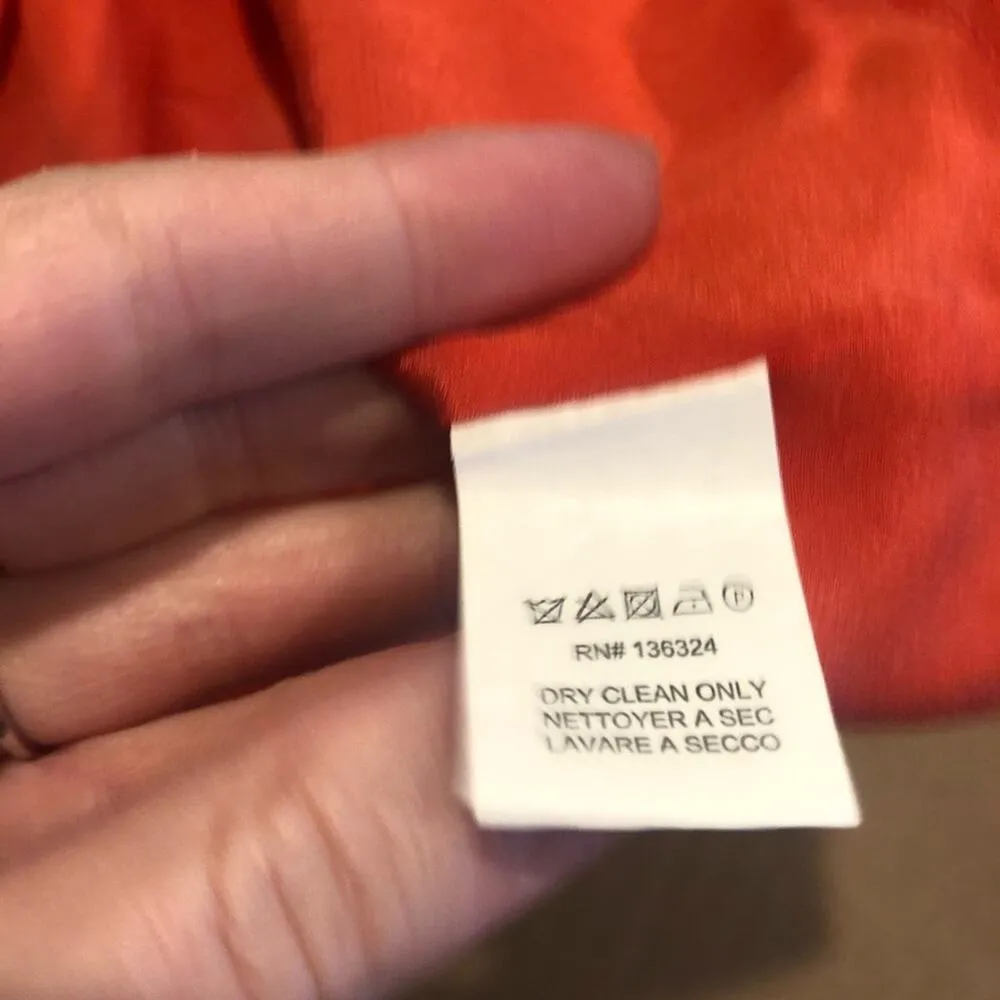 RN# 136324
DRY CLEAN ONLY
NETTOYER A SEC
LAVARE A SECCO